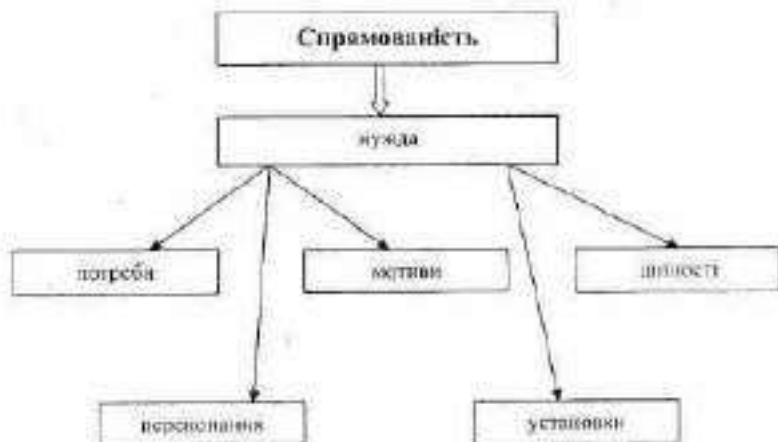 Спрямованість
нужда
потреба
мотиви
цінності
переконання
установки